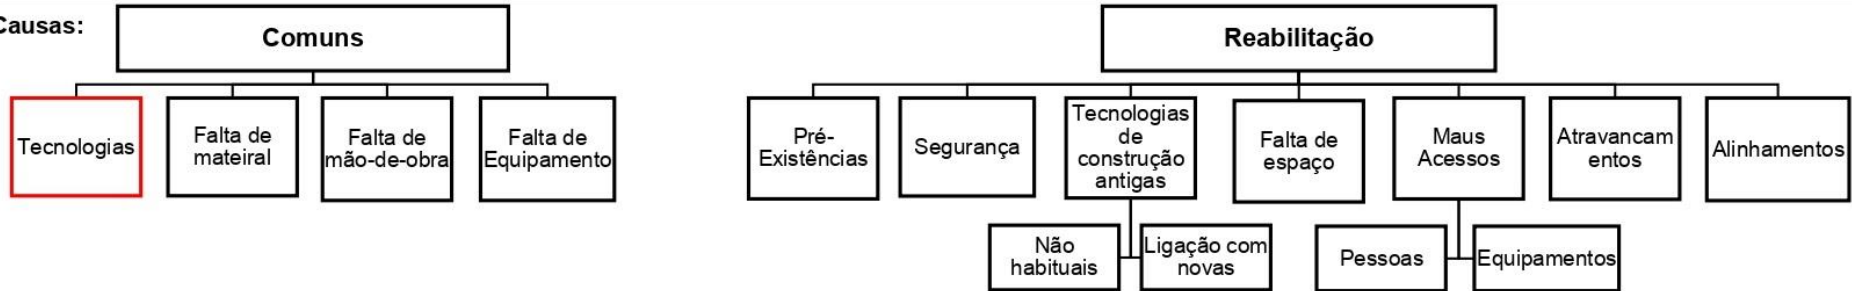 Causas:
Comuns
Tecnologias
Falta de
mateiral
Falta de
mão-de-obra
Falta de
Equipamento
Reabilitação
Pré-
Existências
Segurança
Tecnologias
de
construção
antigas
Falta de
espaço
Maus
Acessos
Atravancam
entos
Alinhamentos
Não
habituais
Ligação com
novas
Pessoas
Equipamentos